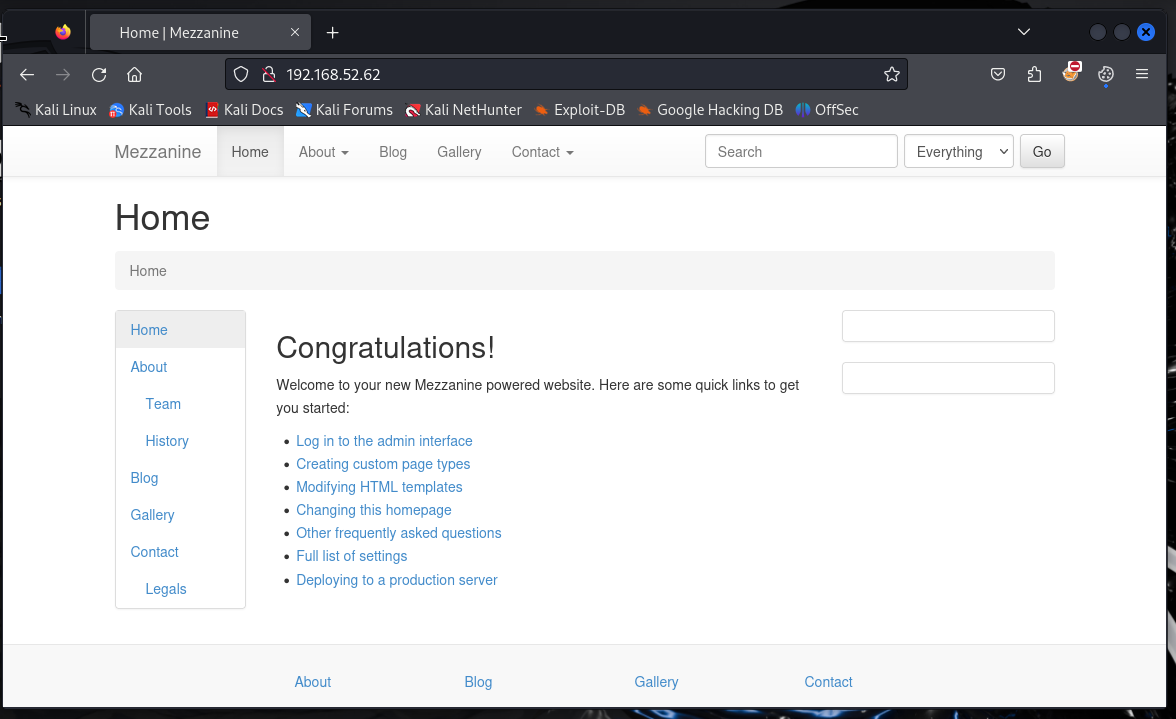 Home | Mezzanine
192.168.52.62
Kali Linux Kali Tools Kali Docs Kali Forums Kali NetHunter Exploit-DB Google Hacking DB OffSec
Mezzanine Home About Blog Gallery Contact Search Everything Go
Home
Home
Home
About
Team
History
Blog
Gallery
Contact
Legals
Congratulations!
Welcome to your new Mezzanine powered website. Here are some quick links to get
you started:
Log in to the admin interface
Creating custom page types
Modifying HTML templates
Changing this homepage
Other frequently asked questions
Full list of settings
Deploying to a production server
About Blog Gallery Contact